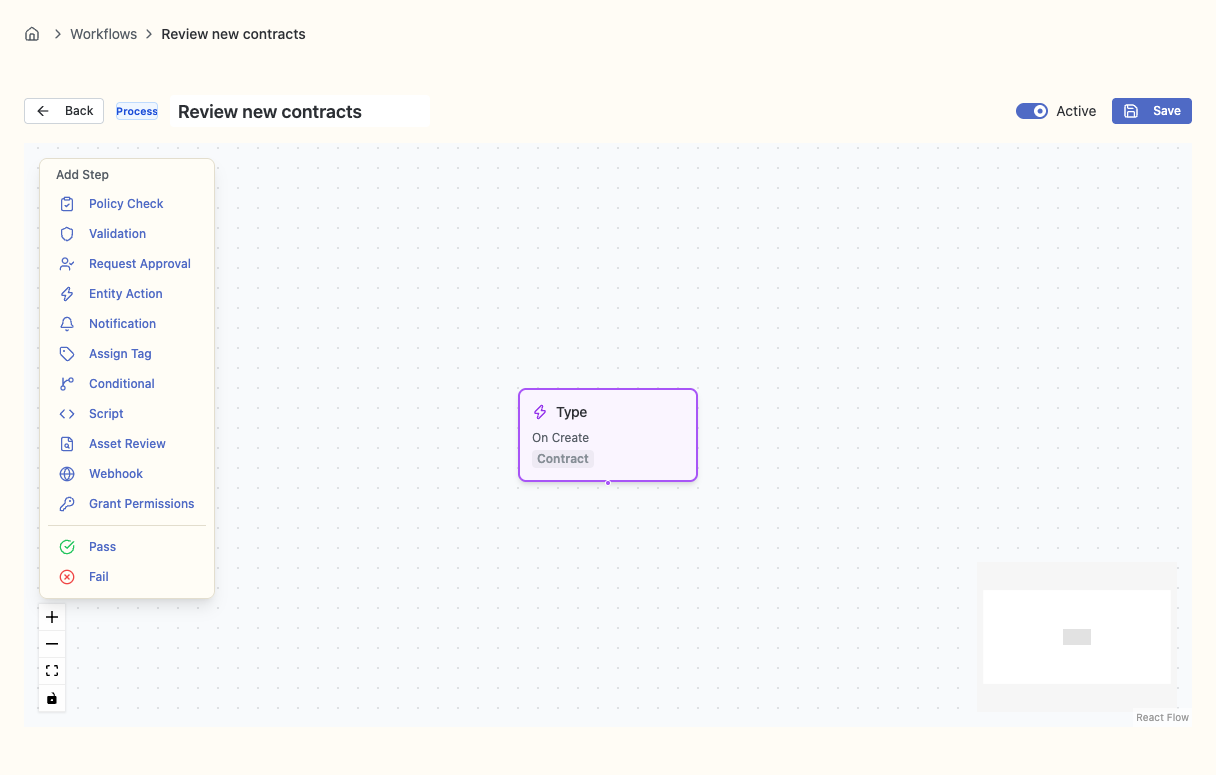 Workflows
Review new contracts
Back
Process
Review new contracts
Active
Save
Add Step
Policy Check
Validation
Request Approval
Entity Action
Notification
Assign Tag
Conditional
Script
Asset Review
Webhook
Grant Permissions
Pass
Fail
Type
On Create
Contract
React Flow